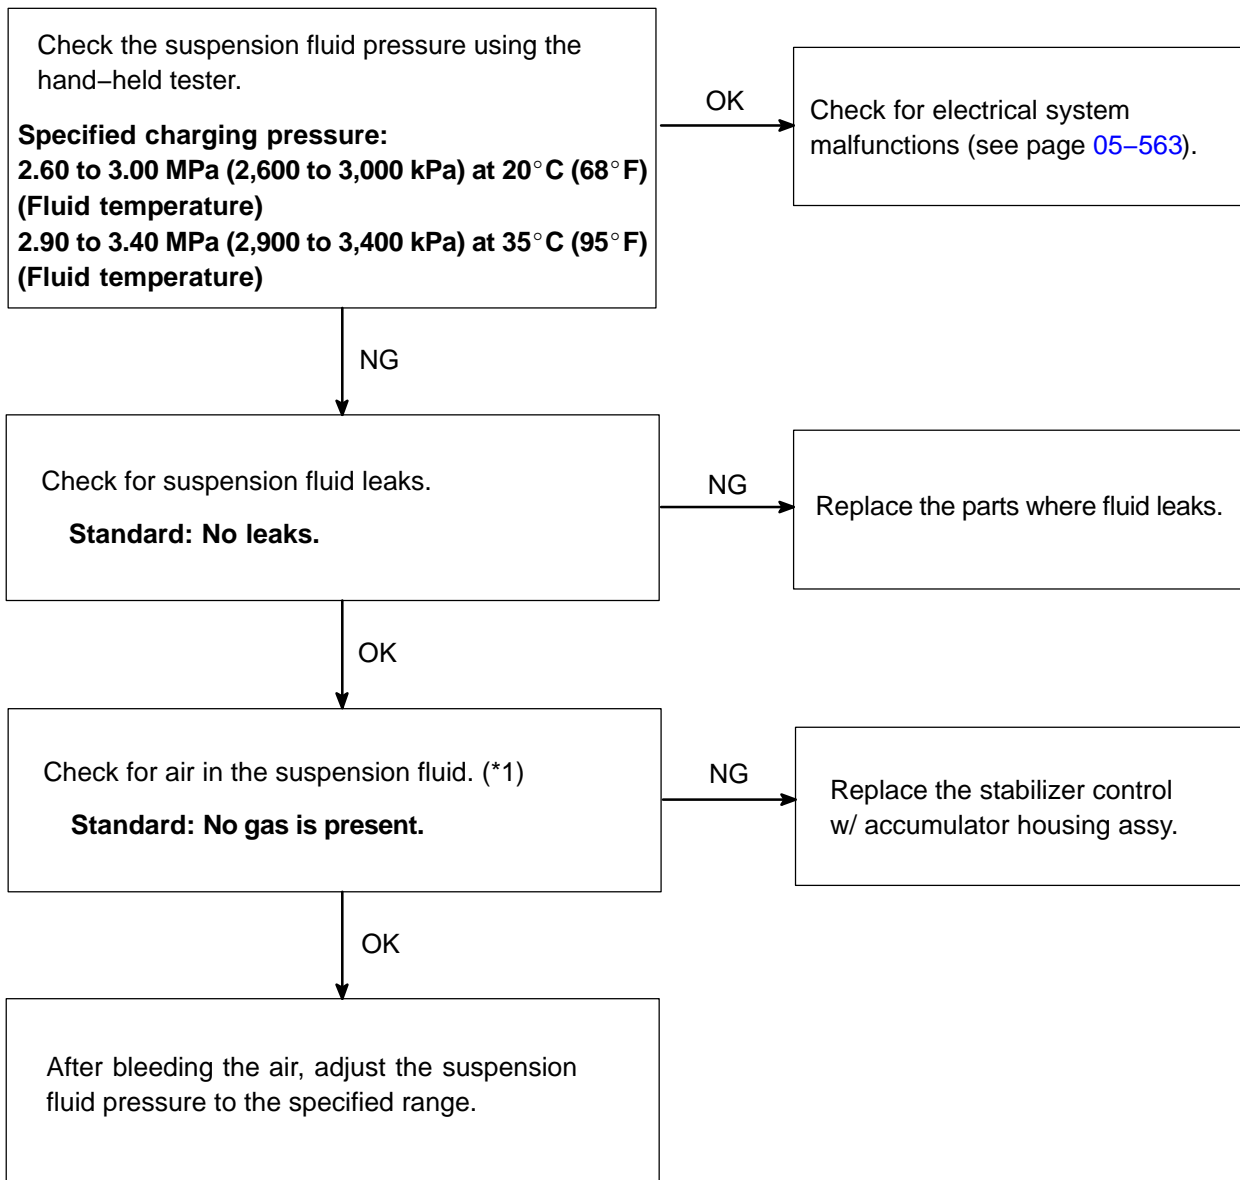 Check the suspension fluid pressure using the
hand–held tester.
Specified charging pressure:
2.60 to 3.00 MPa (2,600 to 3,000 kPa) at 20°C (68°F)
(Fluid temperature)
2.90 to 3.40 MPa (2,900 to 3,400 kPa) at 35°C (95°F)
(Fluid temperature)
OK
Check for electrical system
malfunctions (see page 05–563).
NG
Check for suspension fluid leaks.
Standard: No leaks.
NG
Replace the parts where fluid leaks.
OK
Check for air in the suspension fluid. (*1)
Standard: No gas is present.
NG
Replace the stabilizer control
w/ accumulator housing assy.
OK
After bleeding the air, adjust the suspension
fluid pressure to the specified range.